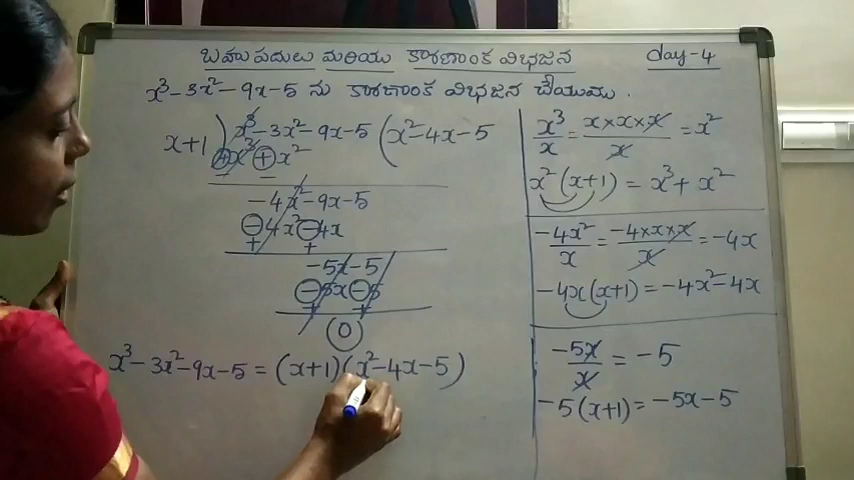 బహుపదులు మరియు కారణాంక విభజన day-4
x³-3x²-9x-5 ను కారణాంక విభజన చేయుము.
x+1) x³-3x²-9x-5 (x²-4x-5
+x³+x²
-
-4x²-9x-5
-4x²-4x
+ +
-5x-5
-5x-5
+ +
0
x³-3x²-9x-5 = (x+1)(x²-4x-5)
x³/x = x×x×x/x = x²
x²(x+1) = x³+x²
-4x²/x = -4×x×x/x = -4x
-4x(x+1) = -4x²-4x
-5x/x = -5
-5(x+1) = -5x-5